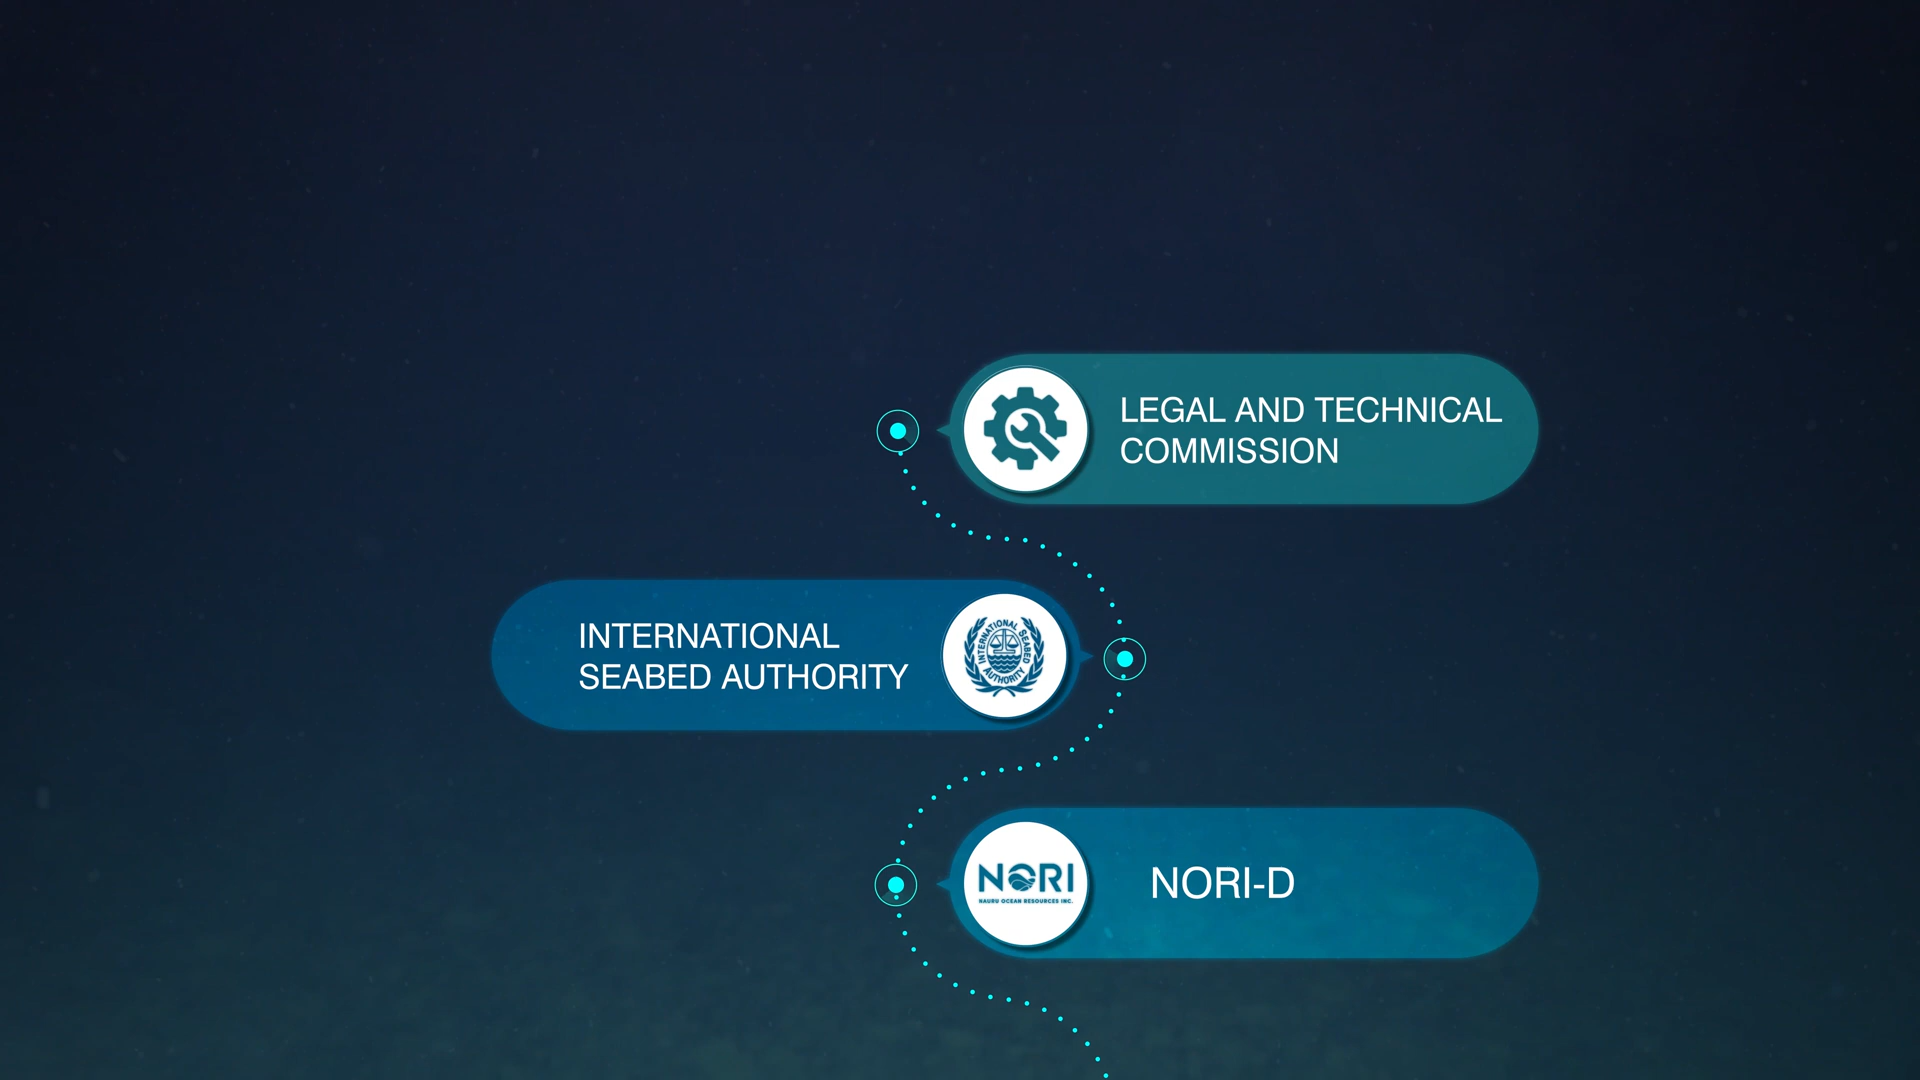 LEGAL AND TECHNICAL
COMMISSION
INTERNATIONAL
SEABED AUTHORITY
INTERNATIONAL SEABED
AUTHORITY
NORI
NAURU OCEAN RESOURCES INC.
NORI-D